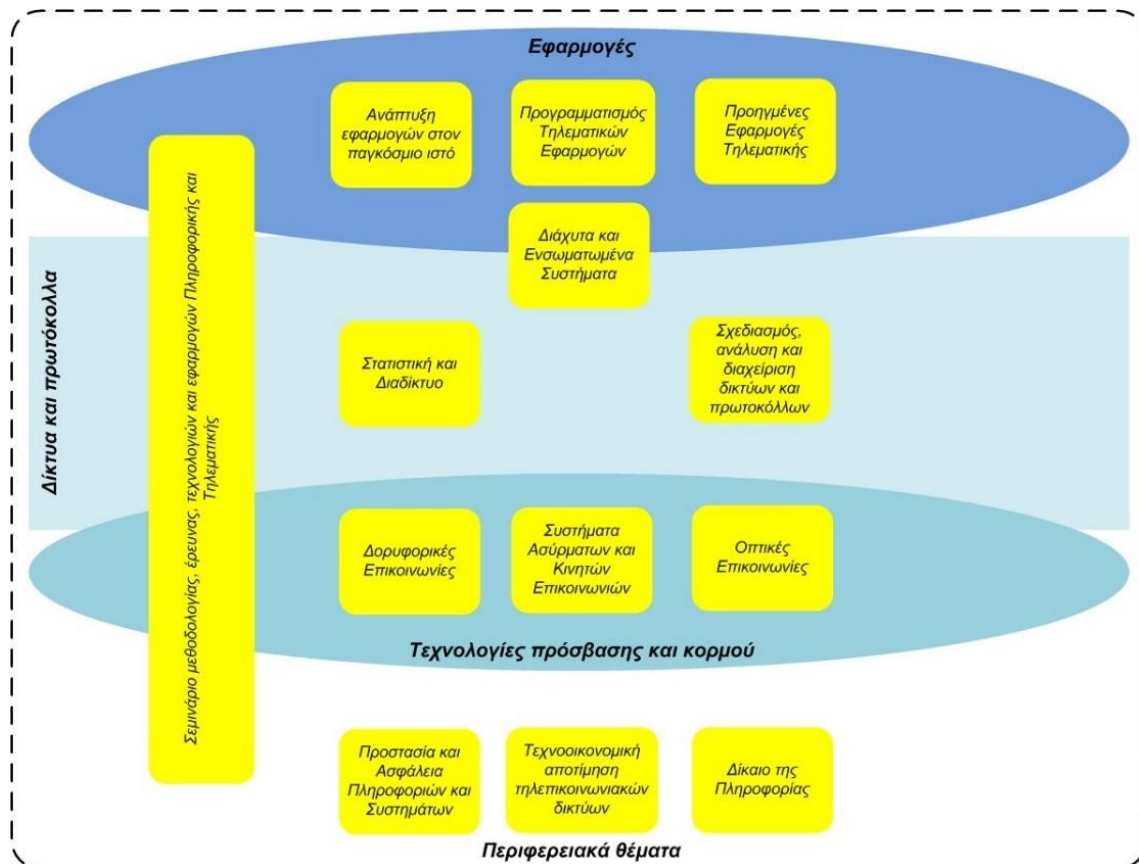 Εφαρμογές
Ανάπτυξη
εφαρμογών στον
παγκόσμιο ιστό
Προγραμματισμός
Τηλεματικών
Εφαρμογών
Προηγμένες
Εφαρμογές
Τηλεματικής
Διάχυτα και
Ενσωματωμένα
Συστήματα
Δίκτυα και πρωτόκολλα
Σεμινάριο μεθοδολογίας, έρευνας, τεχνολογιών και εφαρμογών Πληροφορικής και
Τηλεματικής
Στατιστική και
Διαδίκτυο
Σχεδιασμός,
ανάλυση και
διαχείριση
δικτύων και
πρωτοκόλλων
Δορυφορικές
Επικοινωνίες
Συστήματα
Ασύρματων και
Κινητών
Επικοινωνιών
Οπτικές
Επικοινωνίες
Τεχνολογίες πρόσβασης και κορμού
Προστασία και
Ασφάλεια
Πληροφοριών και
Συστημάτων
Τεχνοοικονομική
αποτίμηση
τηλεπικοινωνιακών
δικτύων
Δίκαιο της
Πληροφορίας
Περιφερειακά θέματα